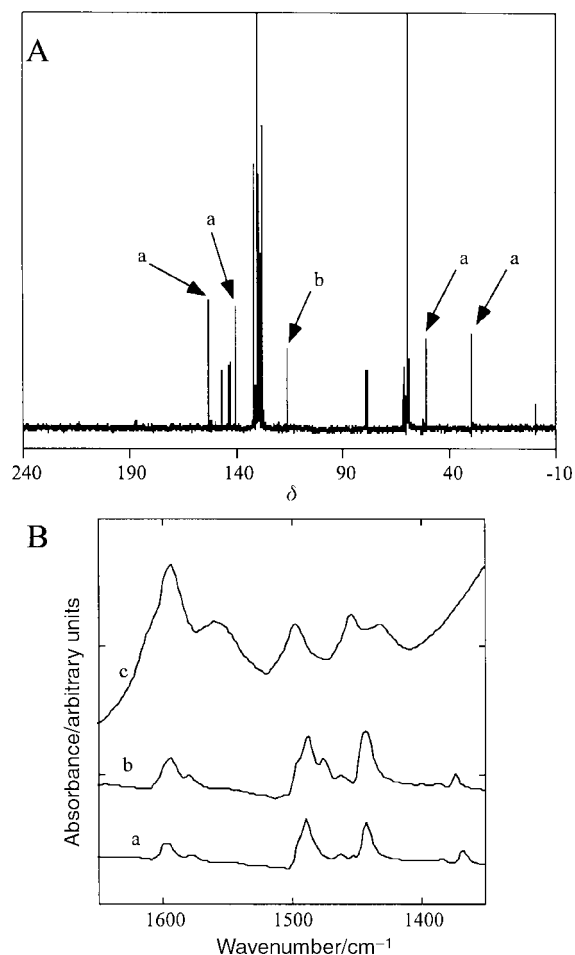 A
a
a
b
a
a
240 190 140 90 40 -10
δ
B
Absorbance/arbitrary units
c
b
a
1600 1500 1400
Wavenumber/cm⁻¹